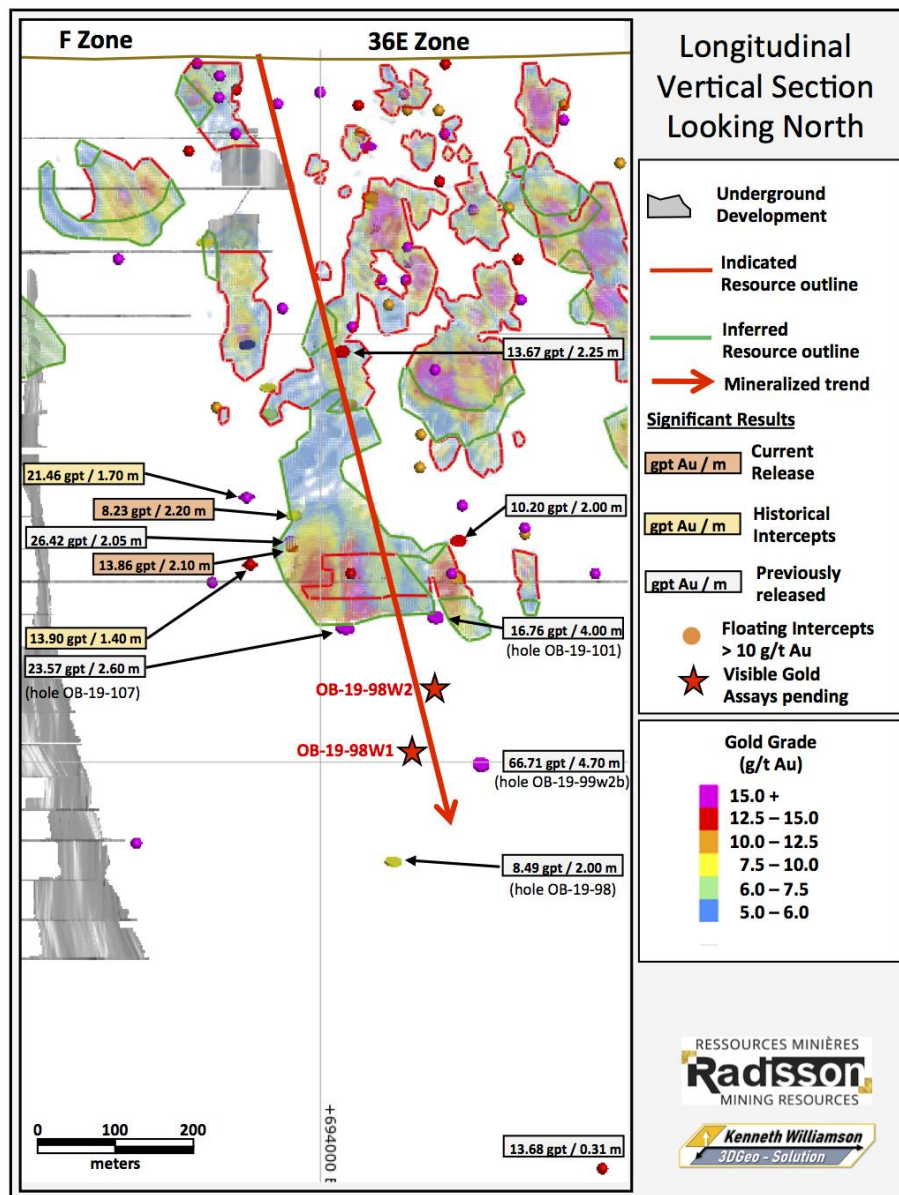 F Zone
36E Zone
13.67 gpt / 2.25 m
21.46 gpt / 1.70 m
8.23 gpt / 2.20 m
26.42 gpt / 2.05 m
13.86 gpt / 2.10 m
10.20 gpt / 2.00 m
13.90 gpt / 1.40 m
23.57 gpt / 2.60 m
(hole OB-19-107)
16.76 gpt / 4.00 m
(hole OB-19-101)
OB-19-98W2
OB-19-98W1
66.71 gpt / 4.70 m
(hole OB-19-99w2b)
8.49 gpt / 2.00 m
(hole OB-19-98)
13.68 gpt / 0.31 m
+694000 E
0 100 200
meters
Longitudinal
Vertical Section
Looking North
Underground
Development
Indicated
Resource outline
Inferred
Resource outline
Mineralized trend
Significant Results
gpt Au / m
Current
Release
gpt Au / m
Historical
Intercepts
gpt Au / m
Previously
released
Floating Intercepts
> 10 g/t Au
Visible Gold
Assays pending
Gold Grade
(g/t Au)
15.0 +
12.5 – 15.0
10.0 – 12.5
7.5 – 10.0
6.0 – 7.5
5.0 – 6.0
RESSOURCES MINIÈRES
Radisson
MINING RESOURCES
Kenneth Williamson
3DGeo - Solution